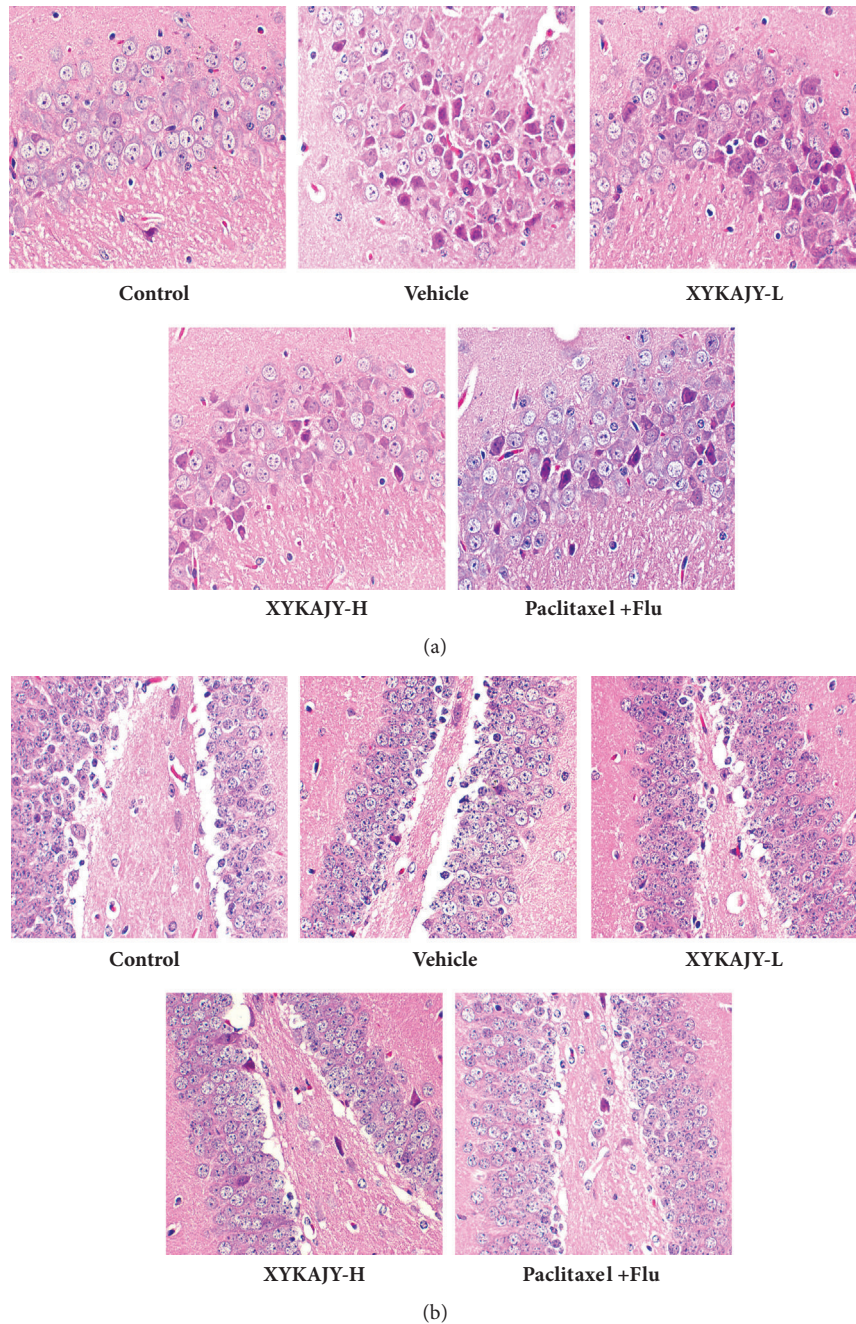 Control Vehicle XYKAJY-L
XYKAJY-H Paclitaxel +Flu
(a)
Control Vehicle XYKAJY-L
XYKAJY-H Paclitaxel +Flu
(b)